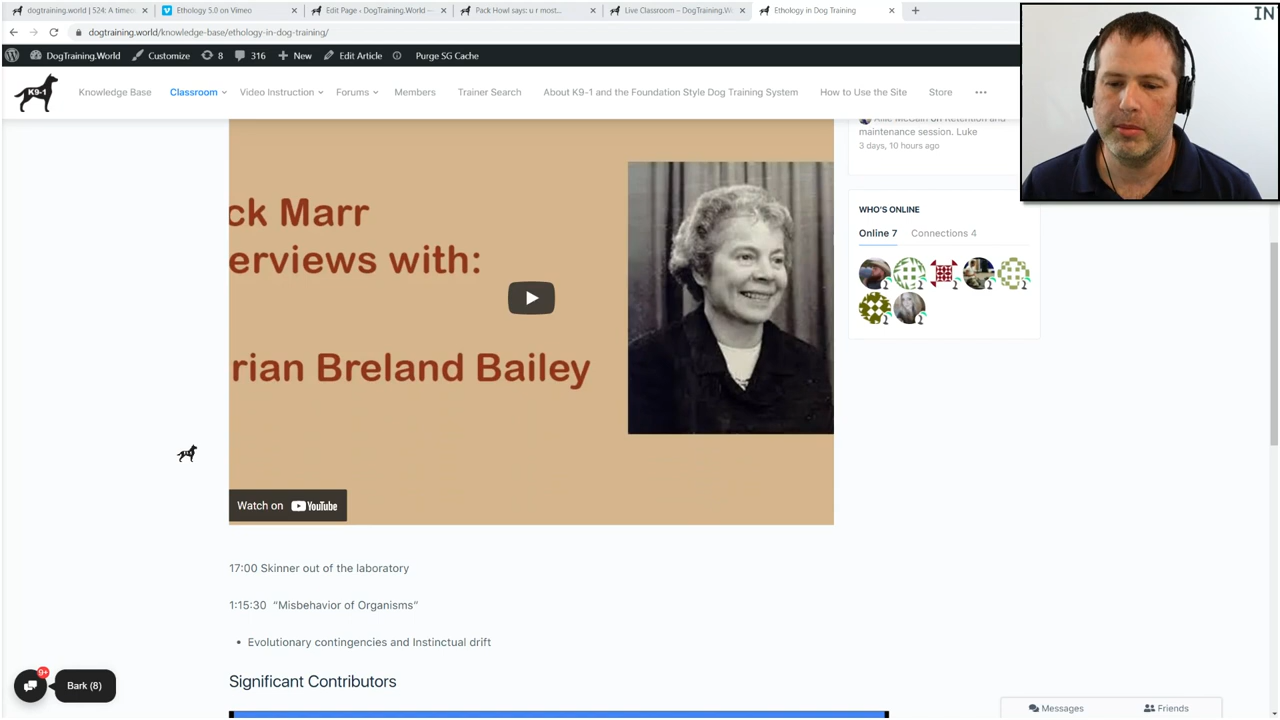 dogtraining.world | 524: A timeo
Ethology 5.0 on Vimeo
Edit Page ‹ DogTraining.World —
Pack Howl says: u r most...
Live Classroom – DogTraining.W
Ethology in Dog Training
IN
dogtraining.world/knowledge-base/ethology-in-dog-training/
DogTraining.World Customize 8 316 New Edit Article Purge SG Cache
K9-1
Knowledge Base Classroom Video Instruction Forums Members Trainer Search About K9-1 and the Foundation Style Dog Training System How to Use the Site Store
Allie McCain on Retention and
maintenance session. Luke
3 days, 10 hours ago
ck Marr
erviews with:
rian Breland Bailey
WHO'S ONLINE
Online 7 Connections 4
Watch on YouTube
17:00 Skinner out of the laboratory
1:15:30 “Misbehavior of Organisms”
• Evolutionary contingencies and Instinctual drift
Significant Contributors
9+
Bark (8)
Messages
Friends